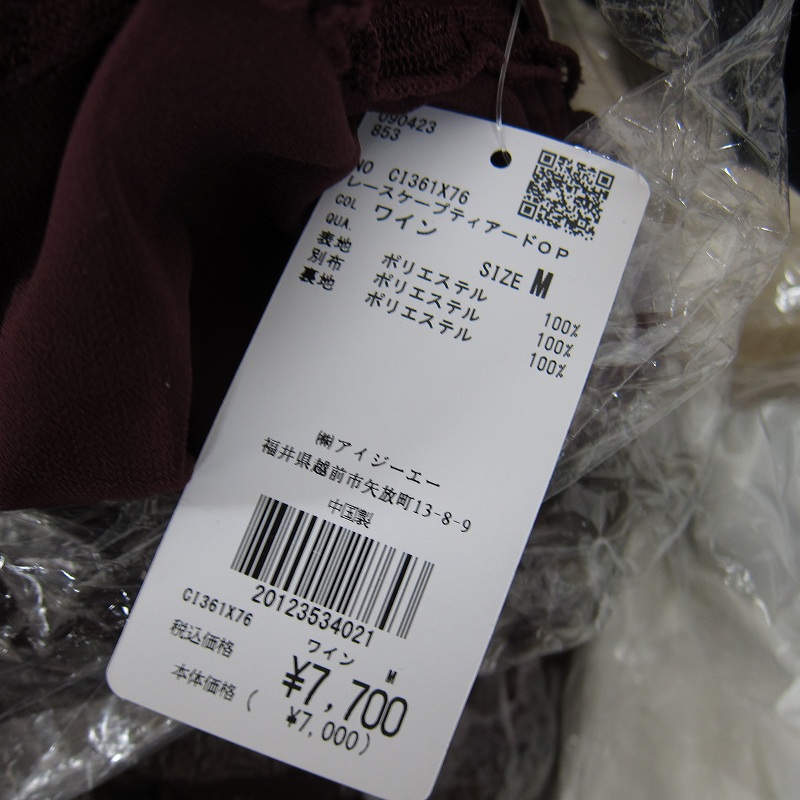 090423
853
NO CI361X76
レースケープティアードOP
COL ワイン
QUA. SIZE M
表地 ポリエステル 100%
別布 ポリエステル 100%
裏地 ポリエステル 100%
㈱アイジーエー
福井県越前市矢放町13-8-9
中国製
20123534021
CI361X76 ワイン M
税込価格 ¥7,700
本体価格 ( ¥7,000)